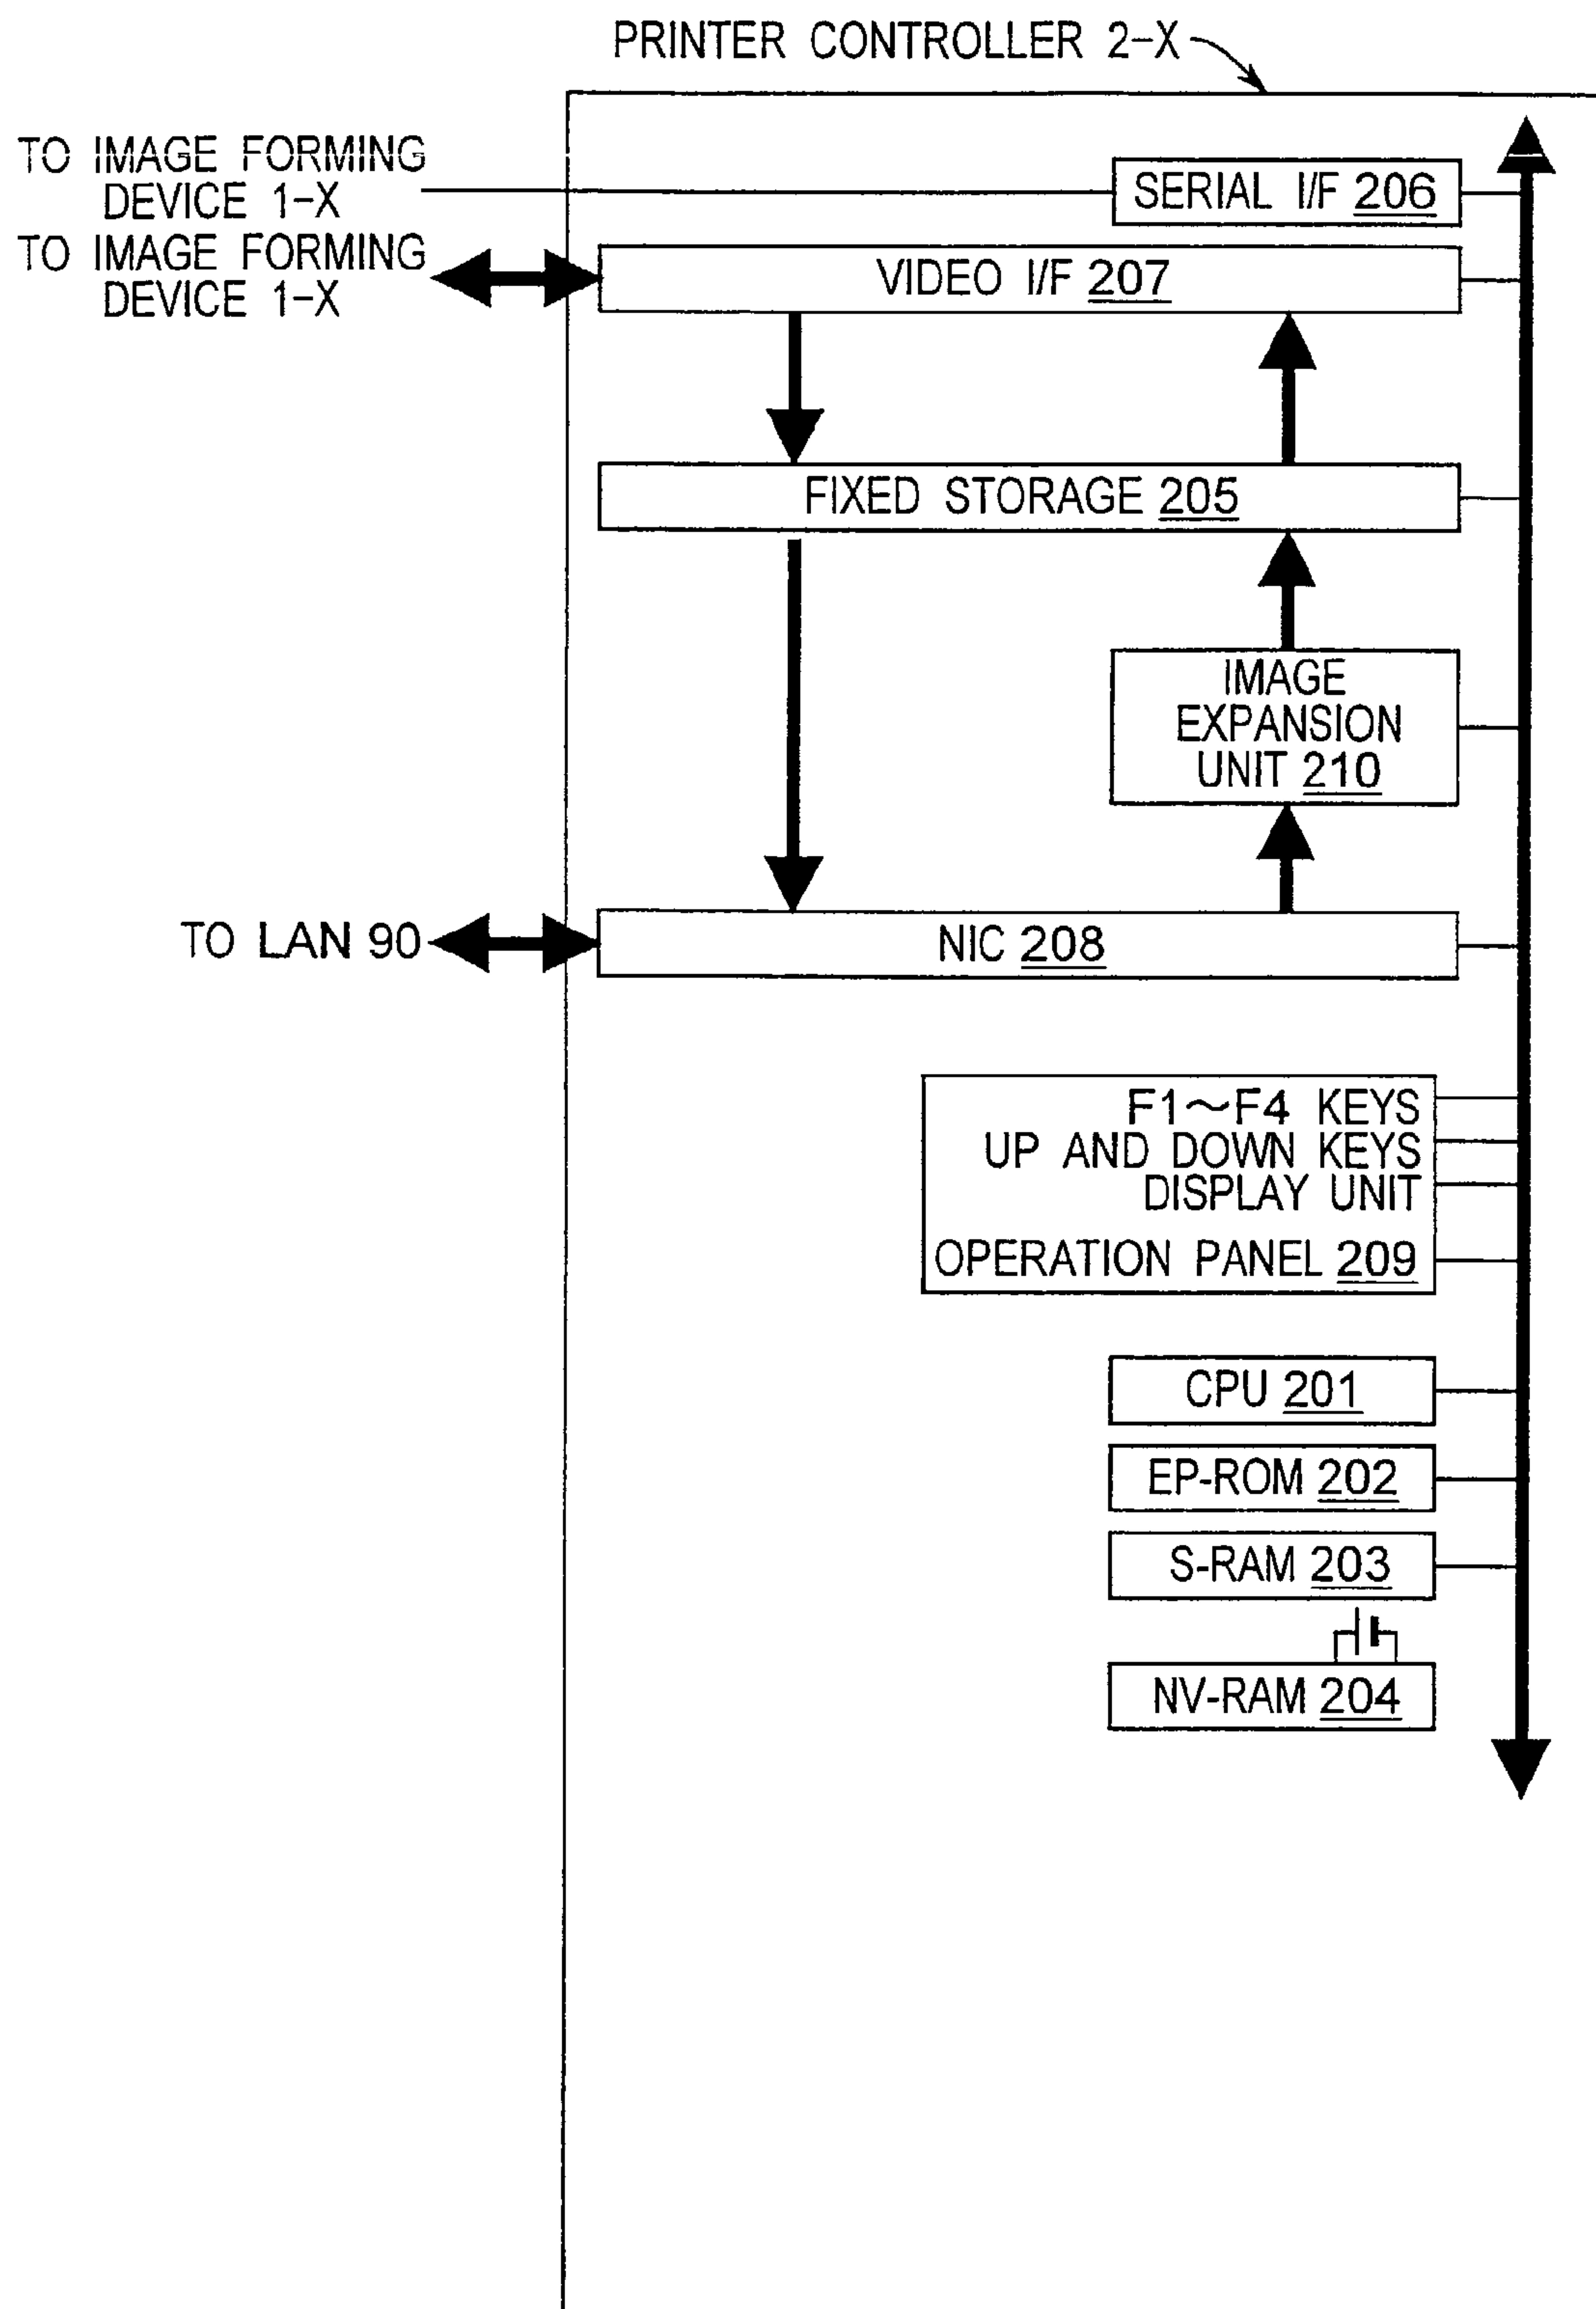 PRINTER CONTROLLER 2-X
TO IMAGE FORMING
DEVICE 1-X
SERIAL I/F 206
TO IMAGE FORMING
DEVICE 1-X
VIDEO I/F 207
FIXED STORAGE 205
IMAGE
EXPANSION
UNIT 210
TO LAN 90
NIC 208
F1～F4 KEYS
UP AND DOWN KEYS
DISPLAY UNIT
OPERATION PANEL 209
CPU 201
EP-ROM 202
S-RAM 203
NV-RAM 204